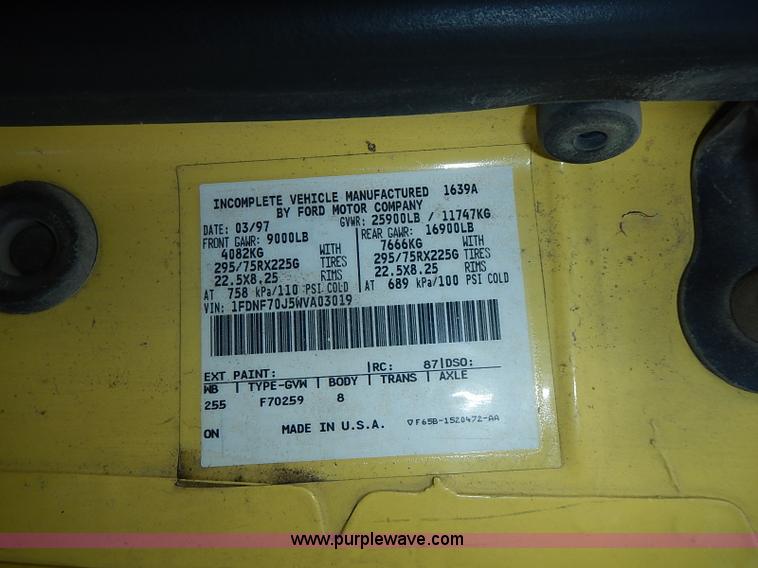 INCOMPLETE VEHICLE MANUFACTURED 1639A
BY FORD MOTOR COMPANY
DATE: 03/97 GVWR: 25900LB / 11747KG
FRONT GAWR: 9000LB REAR GAWR: 16900LB
4082KG WITH 7666KG WITH
295/75RX225G TIRES 295/75RX225G TIRES
22.5X8.25 RIMS 22.5X8.25 RIMS
AT 758 kPa/110 PSI COLD AT 689 kPa/100 PSI COLD
VIN: 1FDNF70J5WVA03019
EXT PAINT: RC: 87 DSO:
WB TYPE-GVW BODY TRANS AXLE
255 F70259 8
ON MADE IN U.S.A. ▽F65B-1520472-AA
www.purplewave.com